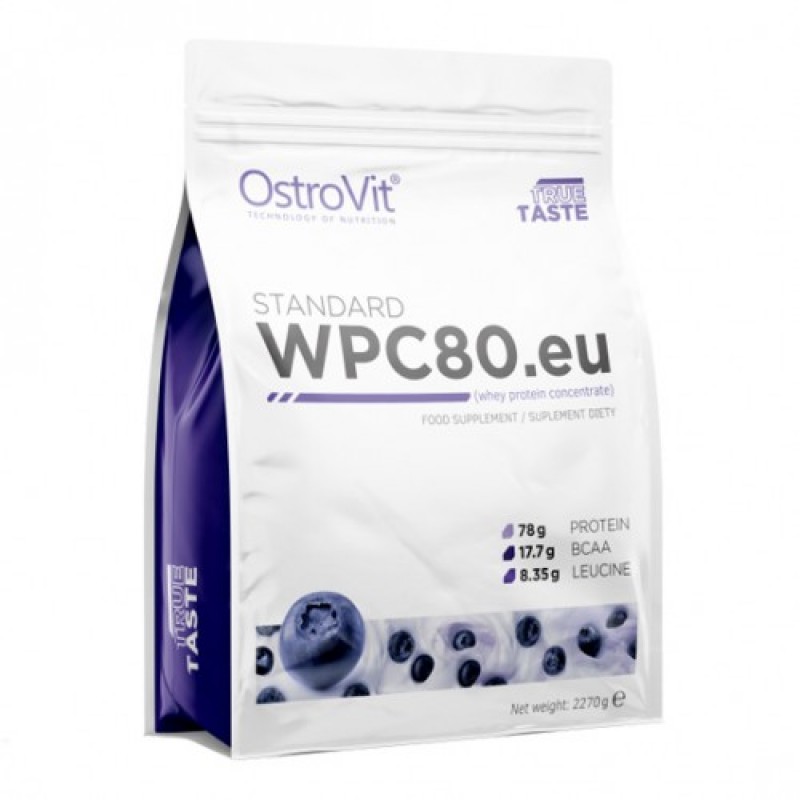 OstroVit®
TECHNOLOGY OF NUTRITION
TRUE
TASTE
STANDARD
WPC80.eu
(whey protein concentrate)
FOOD SUPPLEMENT / SUPLEMENT DIETY
78g PROTEIN
17.7g BCAA
8.35g LEUCINE
TRUE
TASTE
Net weight: 2270g ℮